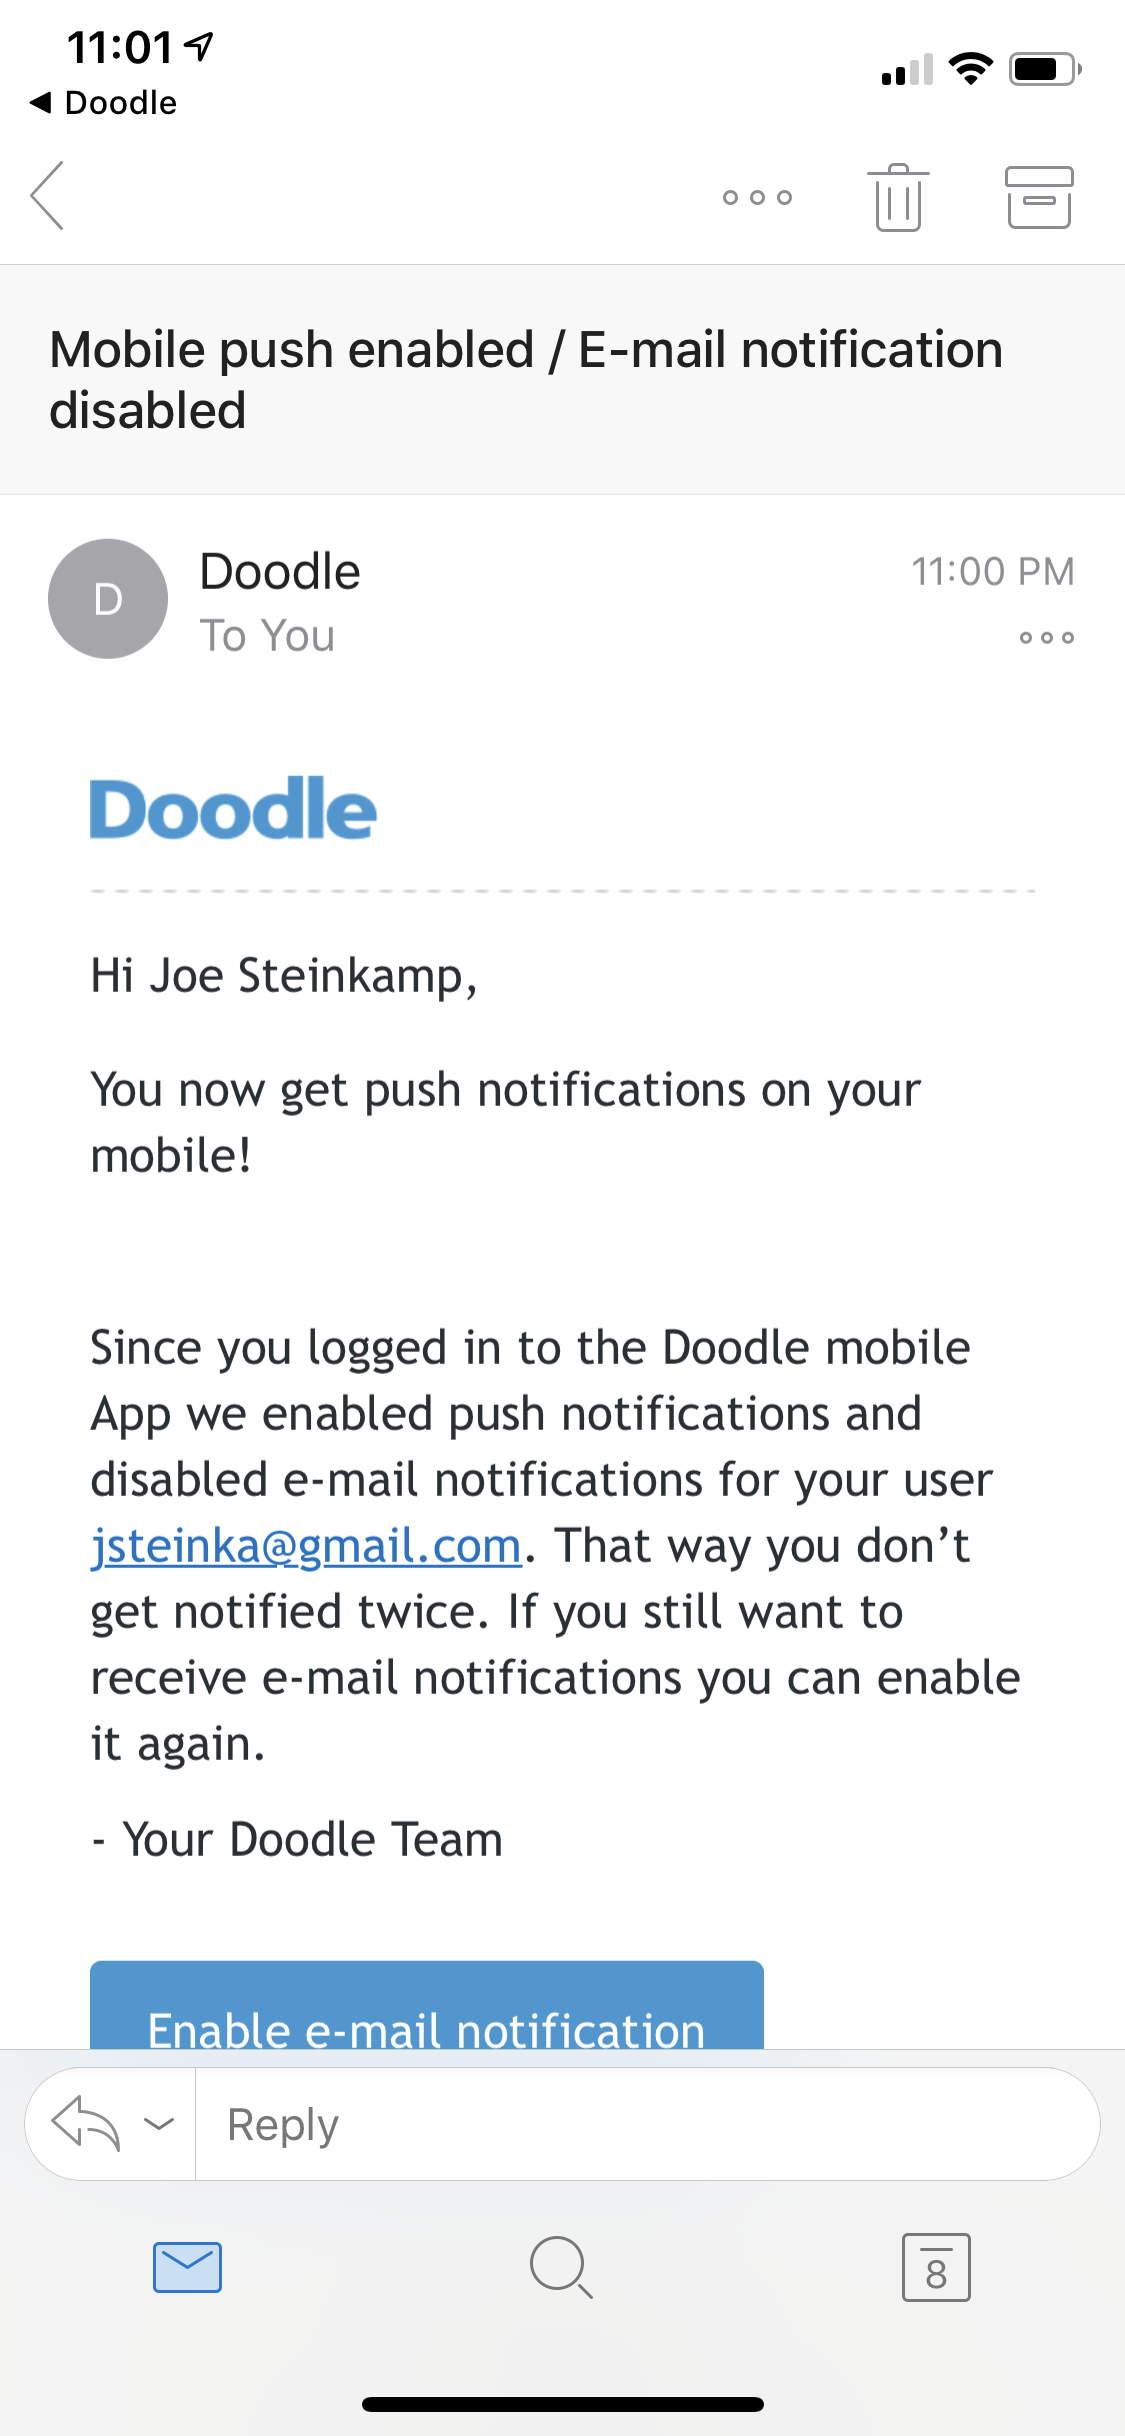 11:01
Doodle
Mobile push enabled / E-mail notification
disabled
D
Doodle
11:00 PM
To You
Doodle
Hi Joe Steinkamp,
You now get push notifications on your
mobile!
Since you logged in to the Doodle mobile
App we enabled push notifications and
disabled e-mail notifications for your user
jsteinka@gmail.com. That way you don’t
get notified twice. If you still want to
receive e-mail notifications you can enable
it again.
- Your Doodle Team
Enable e-mail notification
Reply
8